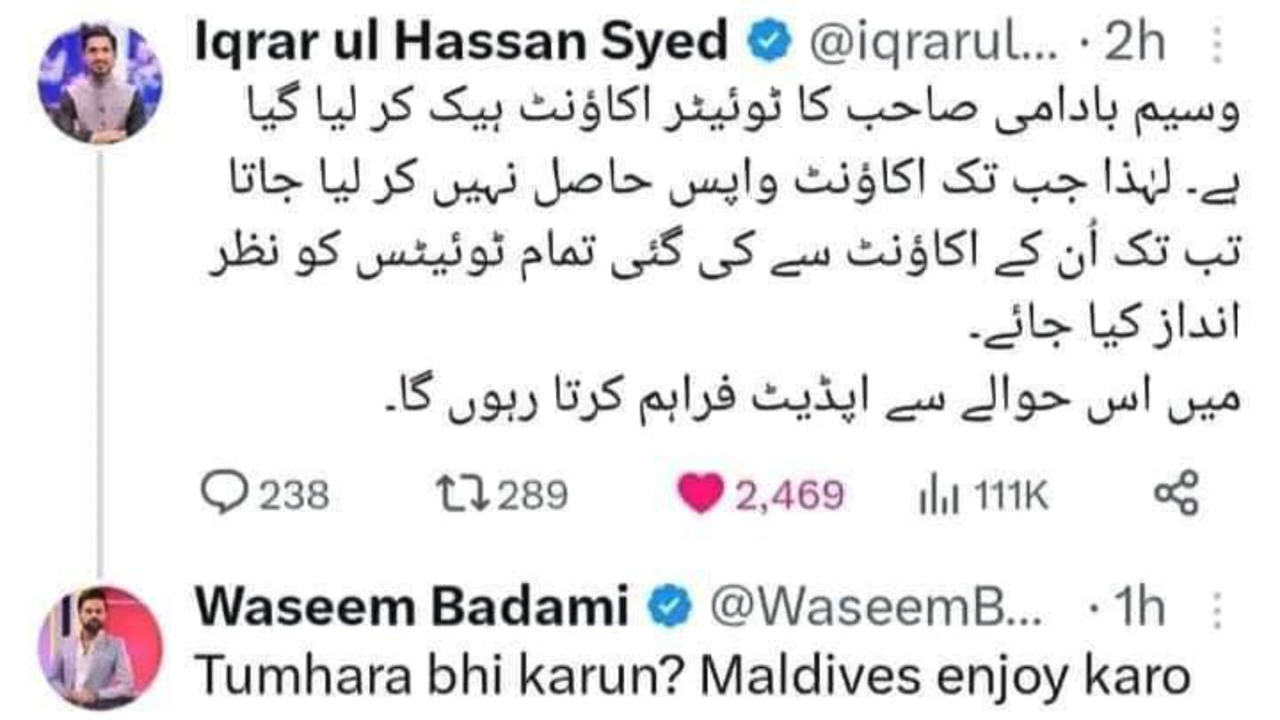 Iqrar ul Hassan Syed @iqrarul... · 2h
وسیم بادامی صاحب کا ٹوئیٹر اکاؤنٹ ہیک کر لیا گیا
ہے۔ لہٰذا جب تک اکاؤنٹ واپس حاصل نہیں کر لیا جاتا
تب تک اُن کے اکاؤنٹ سے کی گئی تمام ٹوئیٹس کو نظر
انداز کیا جائے۔
میں اس حوالے سے اپڈیٹ فراہم کرتا رہوں گا۔
238 289 2,469 111K
Waseem Badami @WaseemB... · 1h
Tumhara bhi karun? Maldives enjoy karo